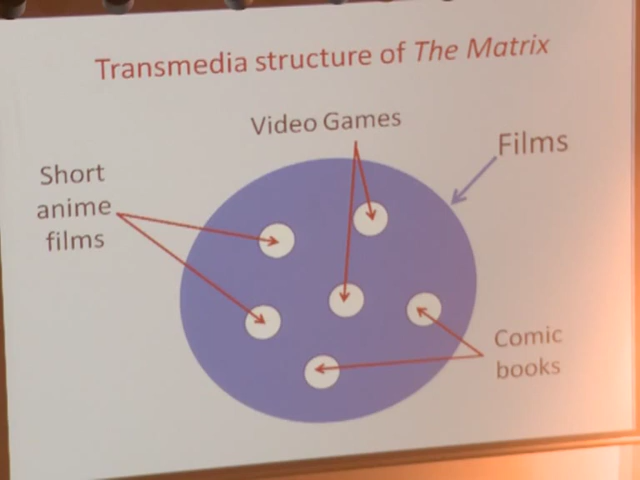 Transmedia structure of The Matrix
Video Games
Films
Short
anime
films
Comic
books